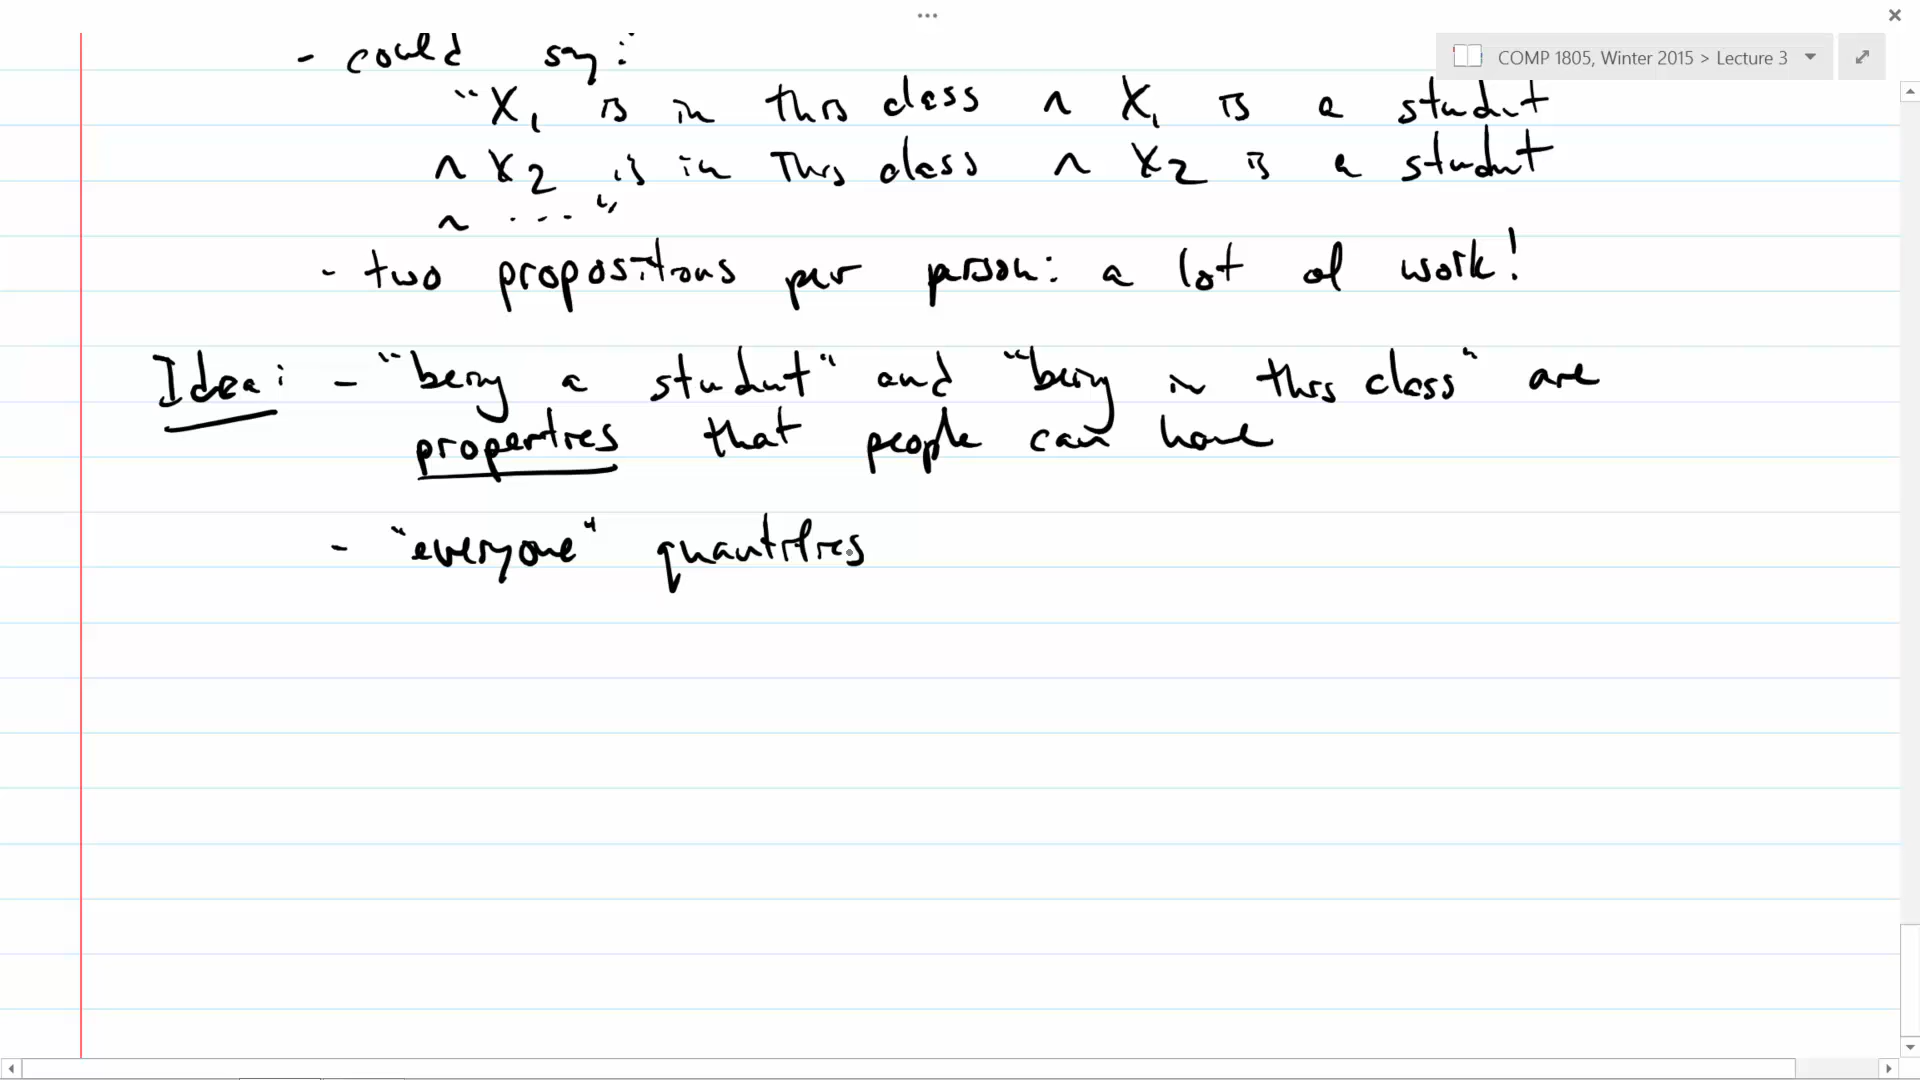 COMP 1805, Winter 2015 > Lecture 3
- could say:
"X₁ is in this class ∧ X₁ is a student
∧ X₂ is in this class ∧ X₂ is a student
∧ ..."
- two propositions per person: a lot of work!
Idea: - "being a student" and "being in this class" are
properties that people can have
- "everyone" quantifies